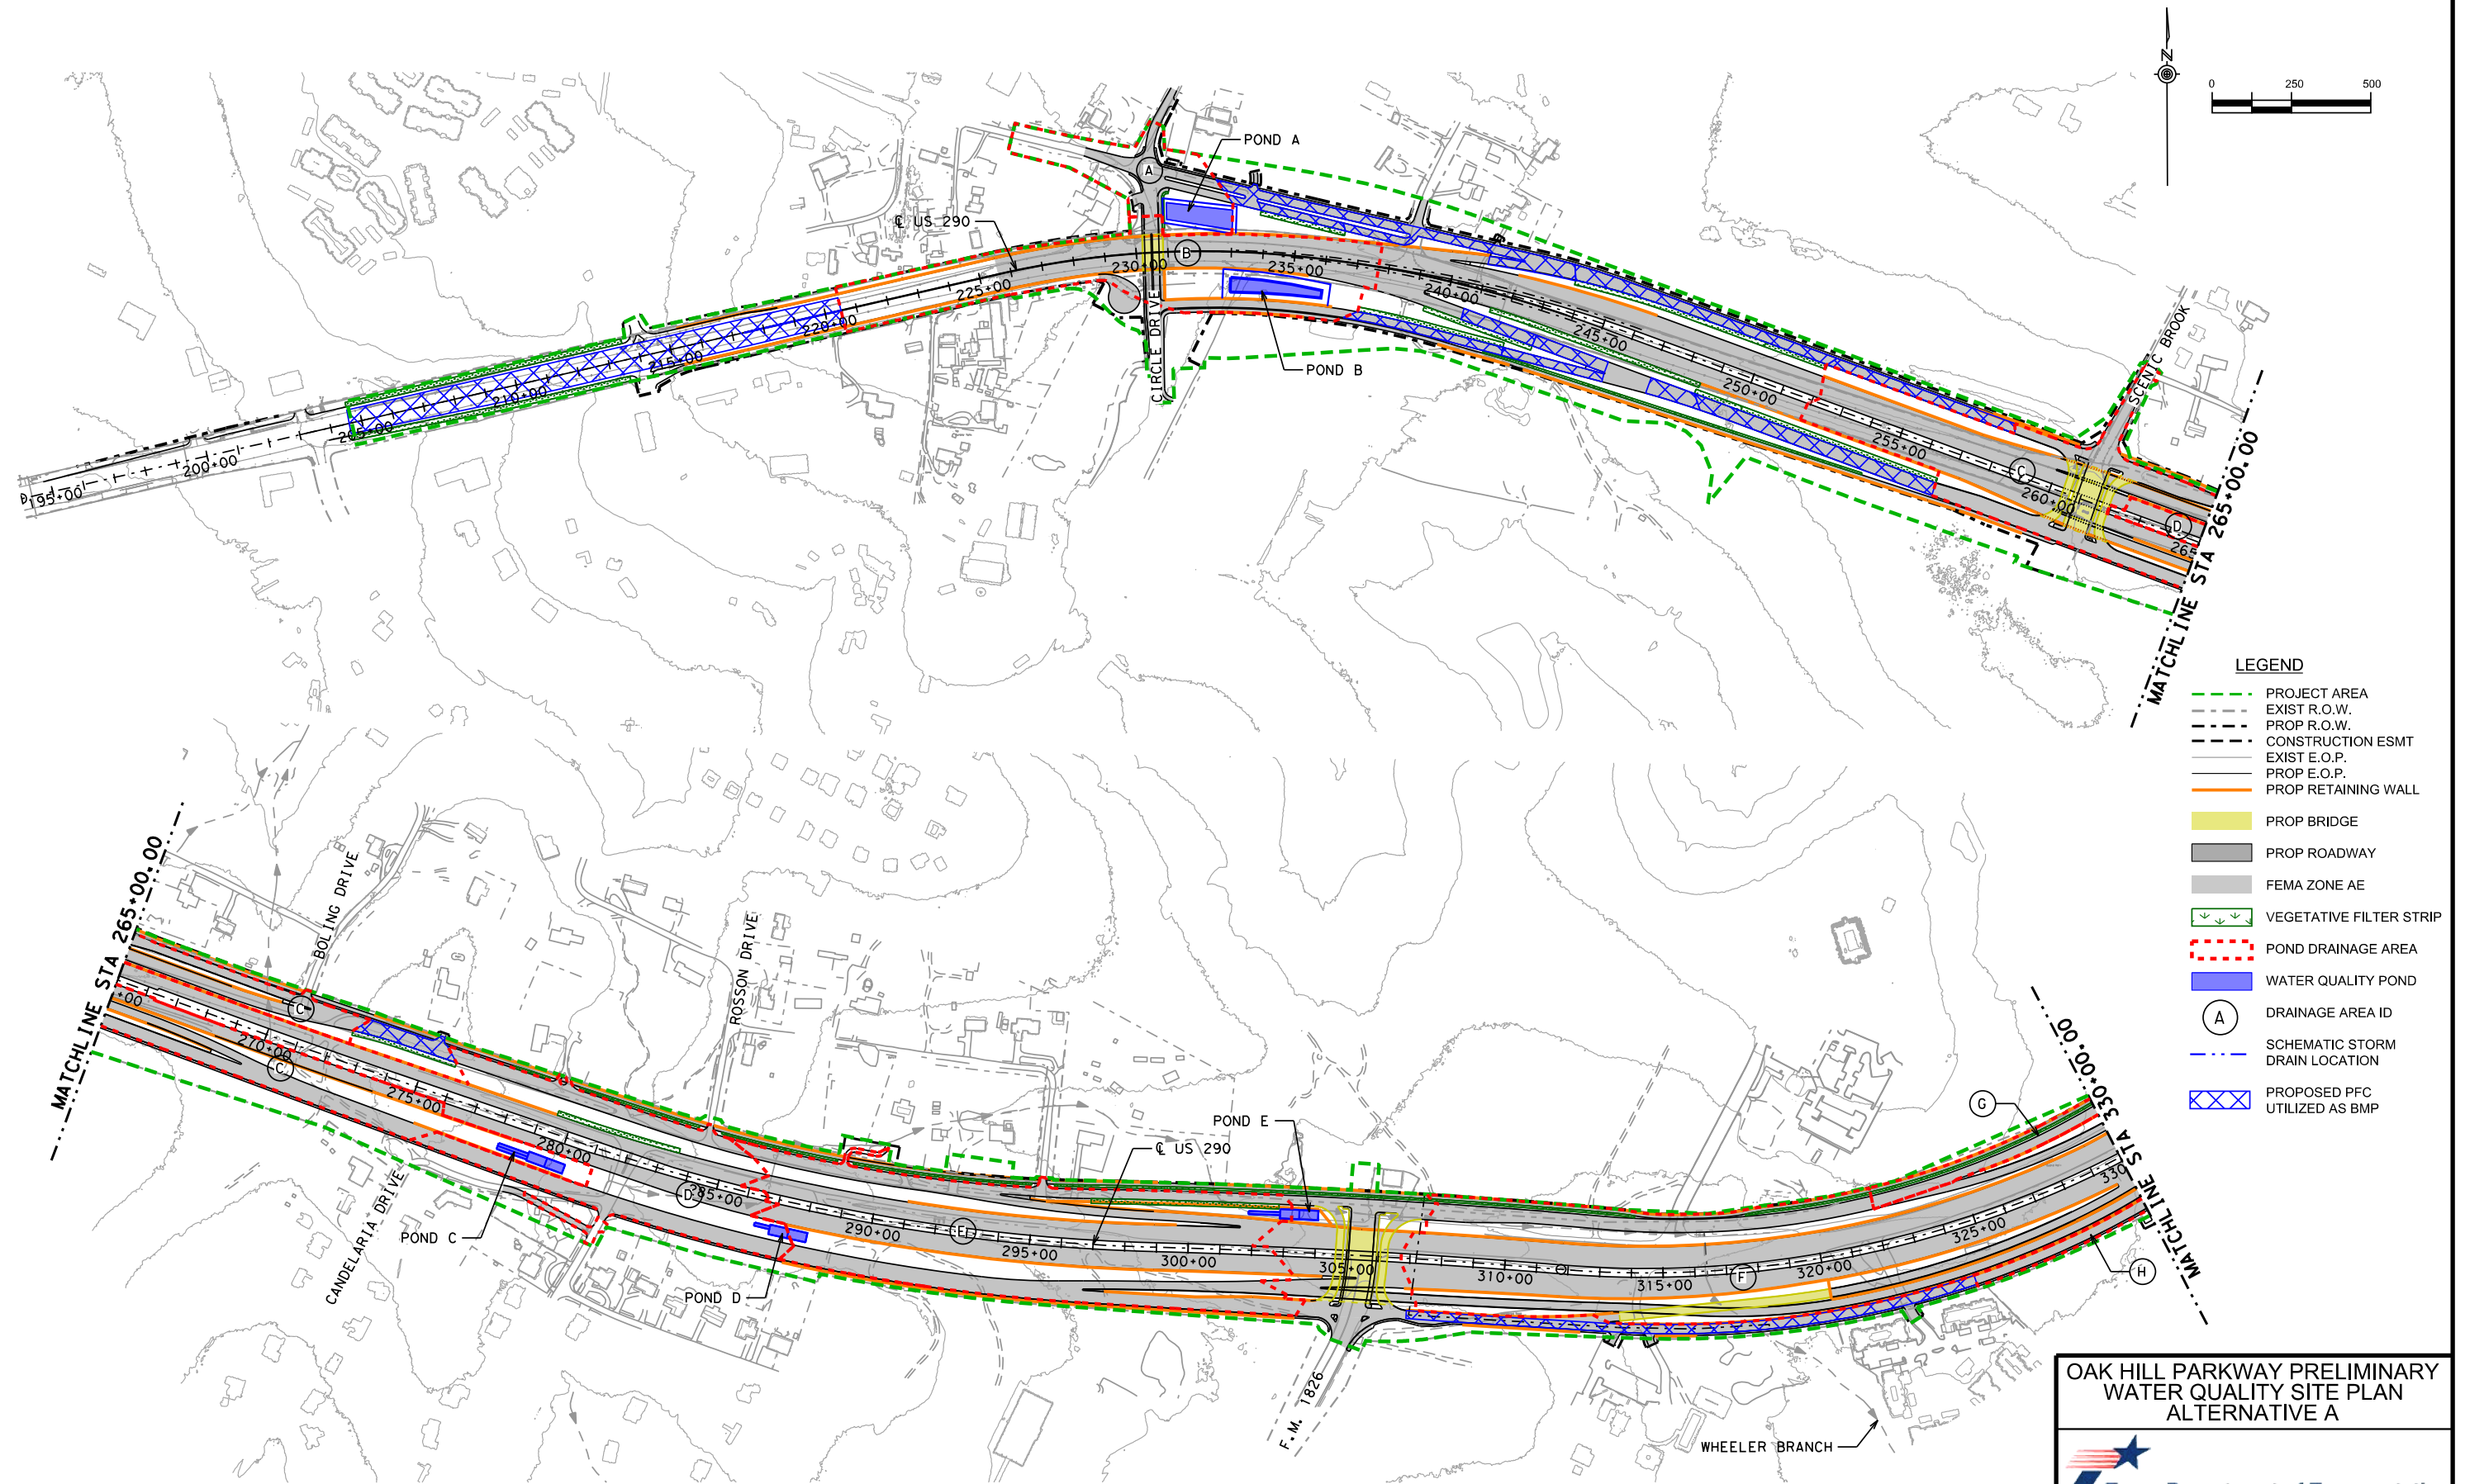 N
0 250 500
POND A
A
℄ US 290
B
230+00
235+00
225+00
240+00
220+00
245+00
215+00
POND B
CIRCLE DRIVE
210+00
250+00
SCENIC BROOK
205+00
255+00
200+00
C
195+00
260+00
D
265
MATCHLINE STA 265+00.00
LEGEND
PROJECT AREA
EXIST R.O.W.
PROP R.O.W.
CONSTRUCTION ESMT
EXIST E.O.P.
PROP E.O.P.
PROP RETAINING WALL
PROP BRIDGE
PROP ROADWAY
FEMA ZONE AE
VEGETATIVE FILTER STRIP
POND DRAINAGE AREA
WATER QUALITY POND
A DRAINAGE AREA ID
SCHEMATIC STORM
DRAIN LOCATION
PROPOSED PFC
UTILIZED AS BMP
MATCHLINE STA 265+00.00
BOLING DRIVE
ROSSON DRIVE
+00
C
270+00
C
275+00
280+00
POND C
CANDELARIA DRIVE
D
285+00
POND D
290+00
E
295+00
℄ US 290
300+00
POND E
305+00
310+00
315+00
F
320+00
325+00
330
G
H
MATCHLINE STA 330+00.00
F.M. 1826
WHEELER BRANCH
OAK HILL PARKWAY PRELIMINARY
WATER QUALITY SITE PLAN
ALTERNATIVE A